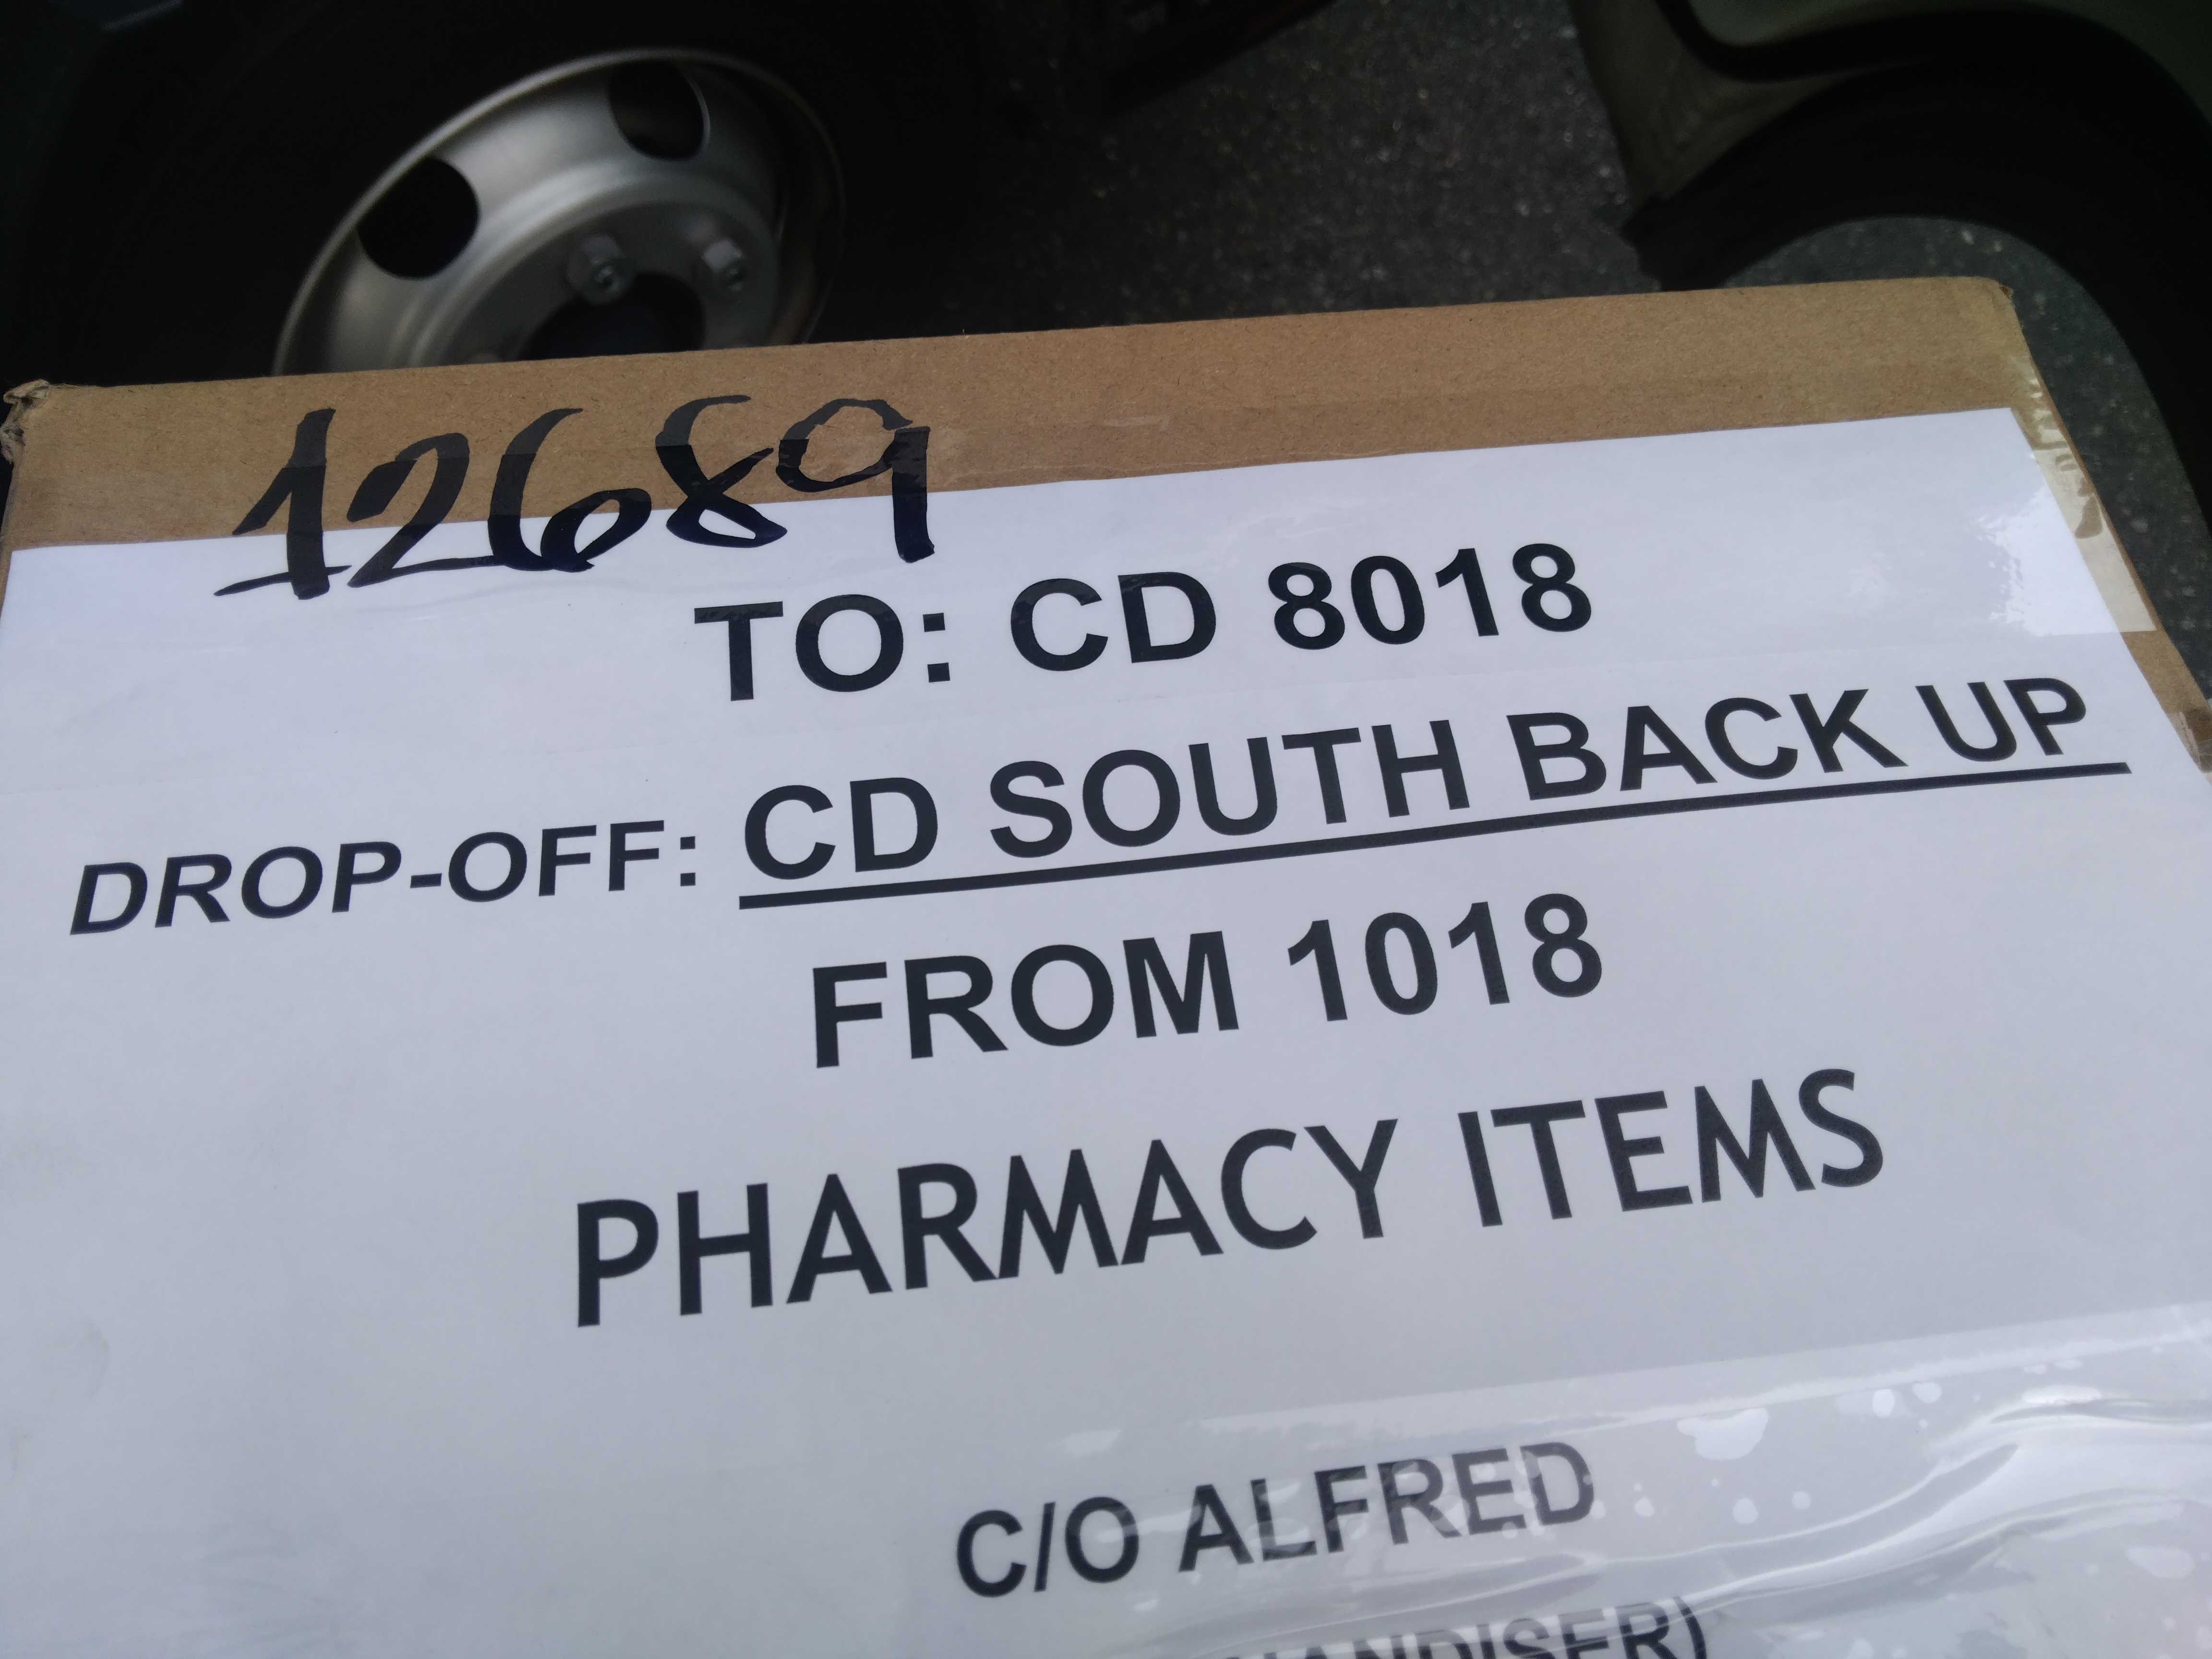 12689
TO: CD 8018
DROP-OFF: CD SOUTH BACK UP
FROM 1018
PHARMACY ITEMS
C/O ALFRED